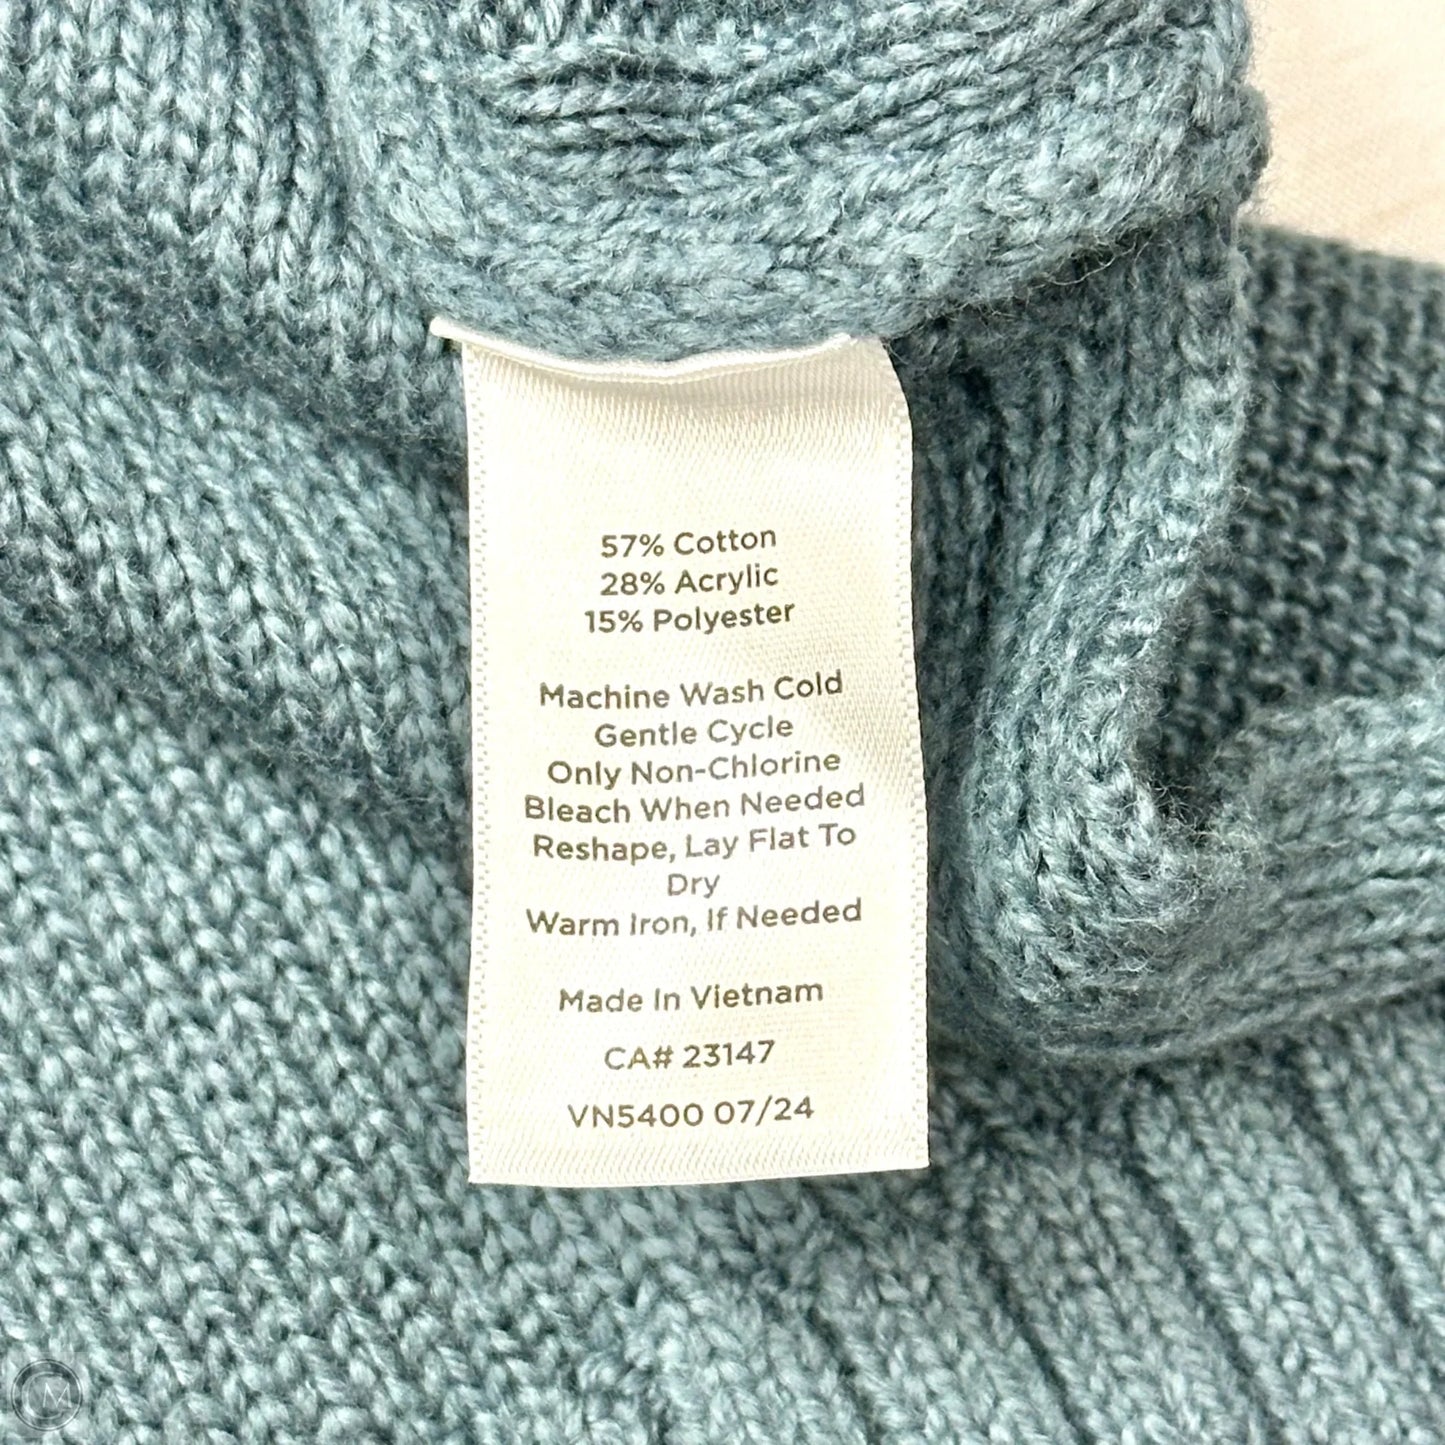 57% Cotton
28% Acrylic
15% Polyester
Machine Wash Cold
Gentle Cycle
Only Non-Chlorine
Bleach When Needed
Reshape, Lay Flat To
Dry
Warm Iron, If Needed
Made In Vietnam
CA# 23147
VN5400 07/24